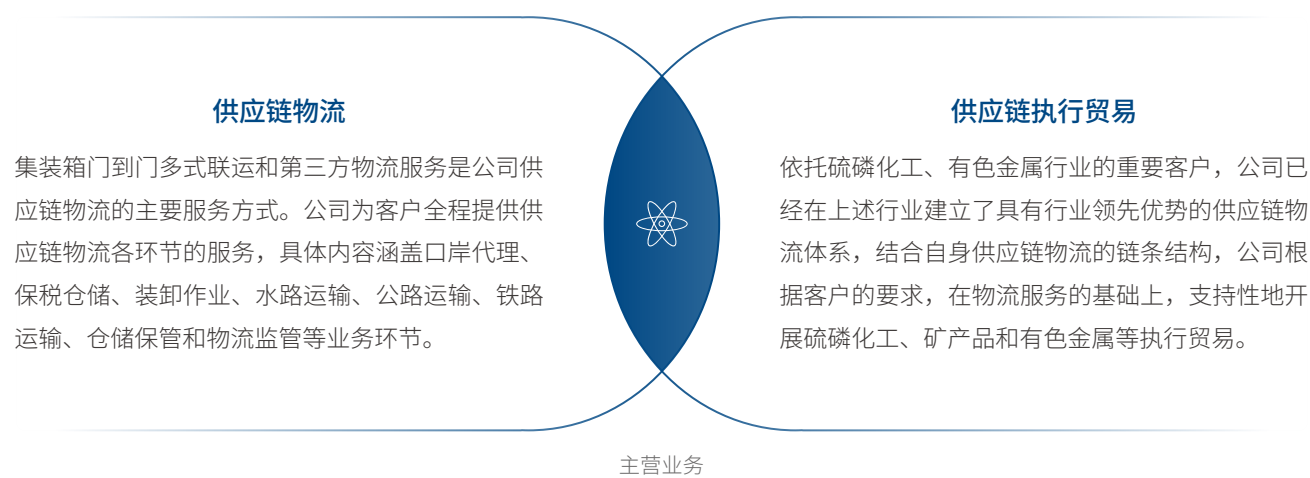 供应链物流
集装箱门到门多式联运和第三方物流服务是公司供
应链物流的主要服务方式。公司为客户全程提供供
应链物流各环节的服务，具体内容涵盖口岸代理、
保税仓储、装卸作业、水路运输、公路运输、铁路
运输、仓储保管和物流监管等业务环节。
供应链执行贸易
依托硫磷化工、有色金属行业的重要客户，公司已
经在上述行业建立了具有行业领先优势的供应链物
流体系，结合自身供应链物流的链条结构，公司根
据客户的要求，在物流服务的基础上，支持性地开
展硫磷化工、矿产品和有色金属等执行贸易。
主营业务